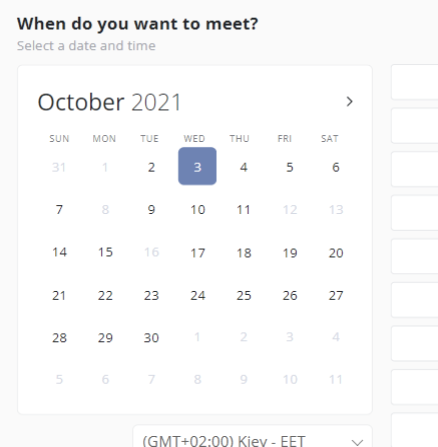 When do you want to meet?
Select a date and time
October 2021
SUN MON TUE WED THU FRI SAT
31 1 2 3 4 5 6
7 8 9 10 11 12 13
14 15 16 17 18 19 20
21 22 23 24 25 26 27
28 29 30 1 2 3 4
5 6 7 8 9 10 11
(GMT+02:00) Kiev - EET